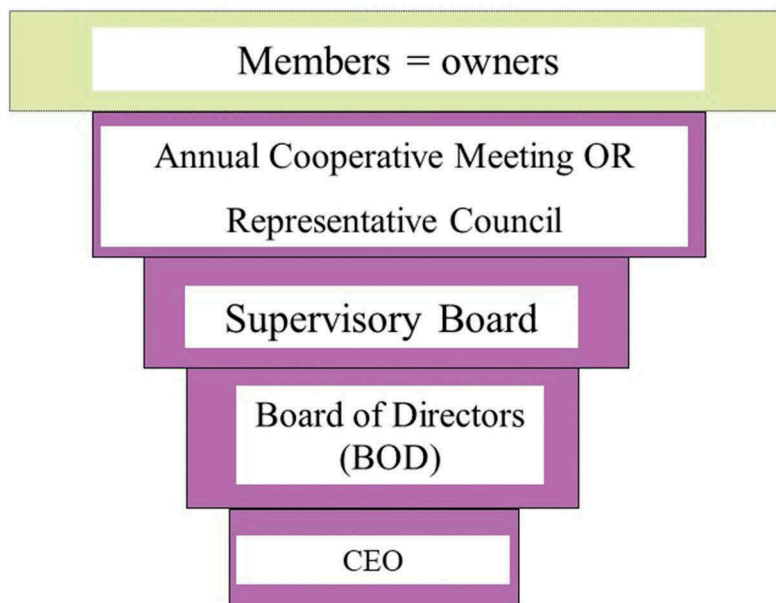 Members = owners
Annual Cooperative Meeting OR
Representative Council
Supervisory Board
Board of Directors
(BOD)
CEO